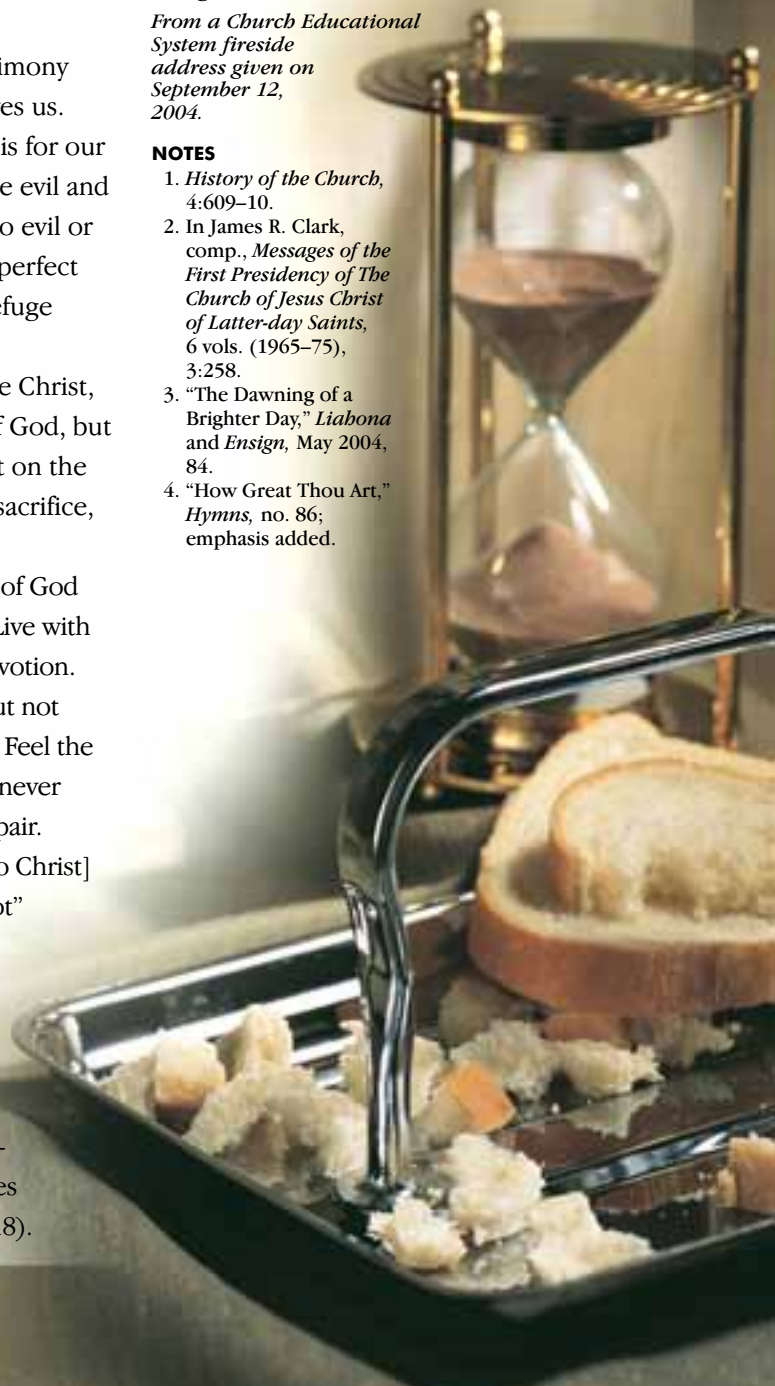 imony
es us.
is for our
e evil and
o evil or
perfect
efuge
e Christ,
f God, but
t on the
sacrifice,
of God
Live with
votion.
ut not
Feel the
never
pair.
o Christ]
ot”
-
es
8).
From a Church Educational
System fireside
address given on
September 12,
2004.
NOTES
1. History of the Church,
4:609–10.
2. In James R. Clark,
comp., Messages of the
First Presidency of The
Church of Jesus Christ
of Latter-day Saints,
6 vols. (1965–75),
3:258.
3. “The Dawning of a
Brighter Day,” Liahona
and Ensign, May 2004,
84.
4. “How Great Thou Art,”
Hymns, no. 86;
emphasis added.